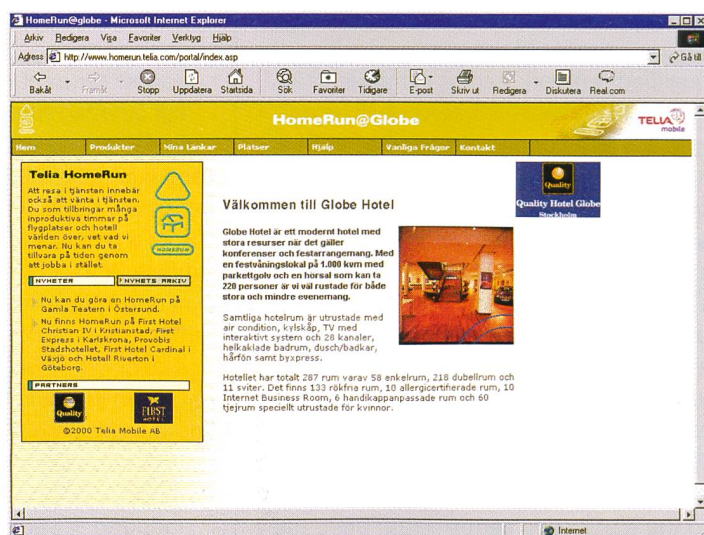 HomeRun@globe - Microsoft Internet Explorer
Arkiv Redigera Visa Favoriter Verktyg Hjälp
Adress http://www.homerun.telia.com/portal/index.asp Gå till
Bakåt Framåt Stopp Uppdatera Startsida Sök Favoriter Tidigare E-post Skriv ut Redigera Diskutera Real.com
HomeRun@Globe
TELIA
mobile
Hem Produkter Mina Länkar Platser Hjälp Vanliga Frågor Kontakt
Telia HomeRun
Att resa i tjänsten innebär
också att vänta i tjänsten.
Du som tillbringar många
inproduktiva timmar på
flygplatser och hotell
världen över, vet vad vi
menar. Nu kan du ta
tillvara på tiden genom
att jobba i stället.
HOMERUN
NYHETER NYHETS ARKIV
Nu kan du göra en HomeRun på
Gamla Teatern i Östersund.
Nu finns HomeRun på First Hotel
Christian IV i Kristianstad, First
Express i Karlskrona, Provobis
Stadshotellet, First Hotel Cardinal i
Växjö och Hotell Riverton i
Göteborg.
PARTNERS
Quality
FIRST
HOTEL
©2000 Telia Mobile AB
Välkommen till Globe Hotel
Quality
Quality Hotel Globe
Stockholm
Globe Hotel är ett modernt hotel med
stora resurser när det gäller
konferenser och festarrangemang. Med
en festvåningslokal på 1.000 kvm med
parkettgolv och en hörsal som kan ta
220 personer är vi väl rustade för både
stora och mindre evenemang.
Samtliga hotelrum är utrustade med
air condition, kylskåp, TV med
interaktivt system och 28 kanaler,
helkaklade badrum, dusch/badkar,
hårfön samt byxpress.
Hotellet har totalt 287 rum varav 58 enkelrum, 218 dubellrum och
11 sviter. Det finns 133 rökfria rum, 10 allergicertifierade rum, 10
Internet Business Room, 6 handikappanpassade rum och 60
tjejrum speciellt utrustade för kvinnor.
Internet